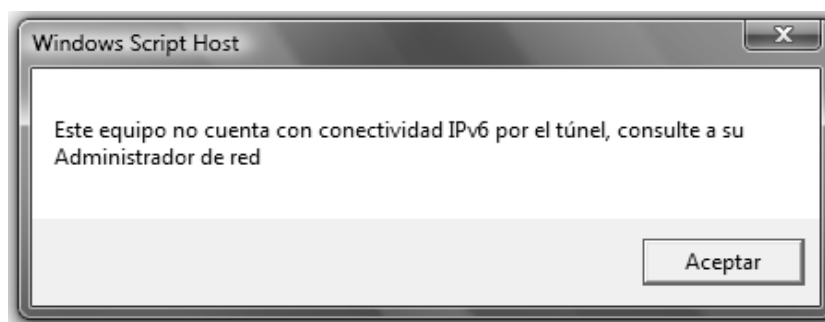 Windows Script Host
Este equipo no cuenta con conectividad IPv6 por el túnel, consulte a su
Administrador de red
Aceptar